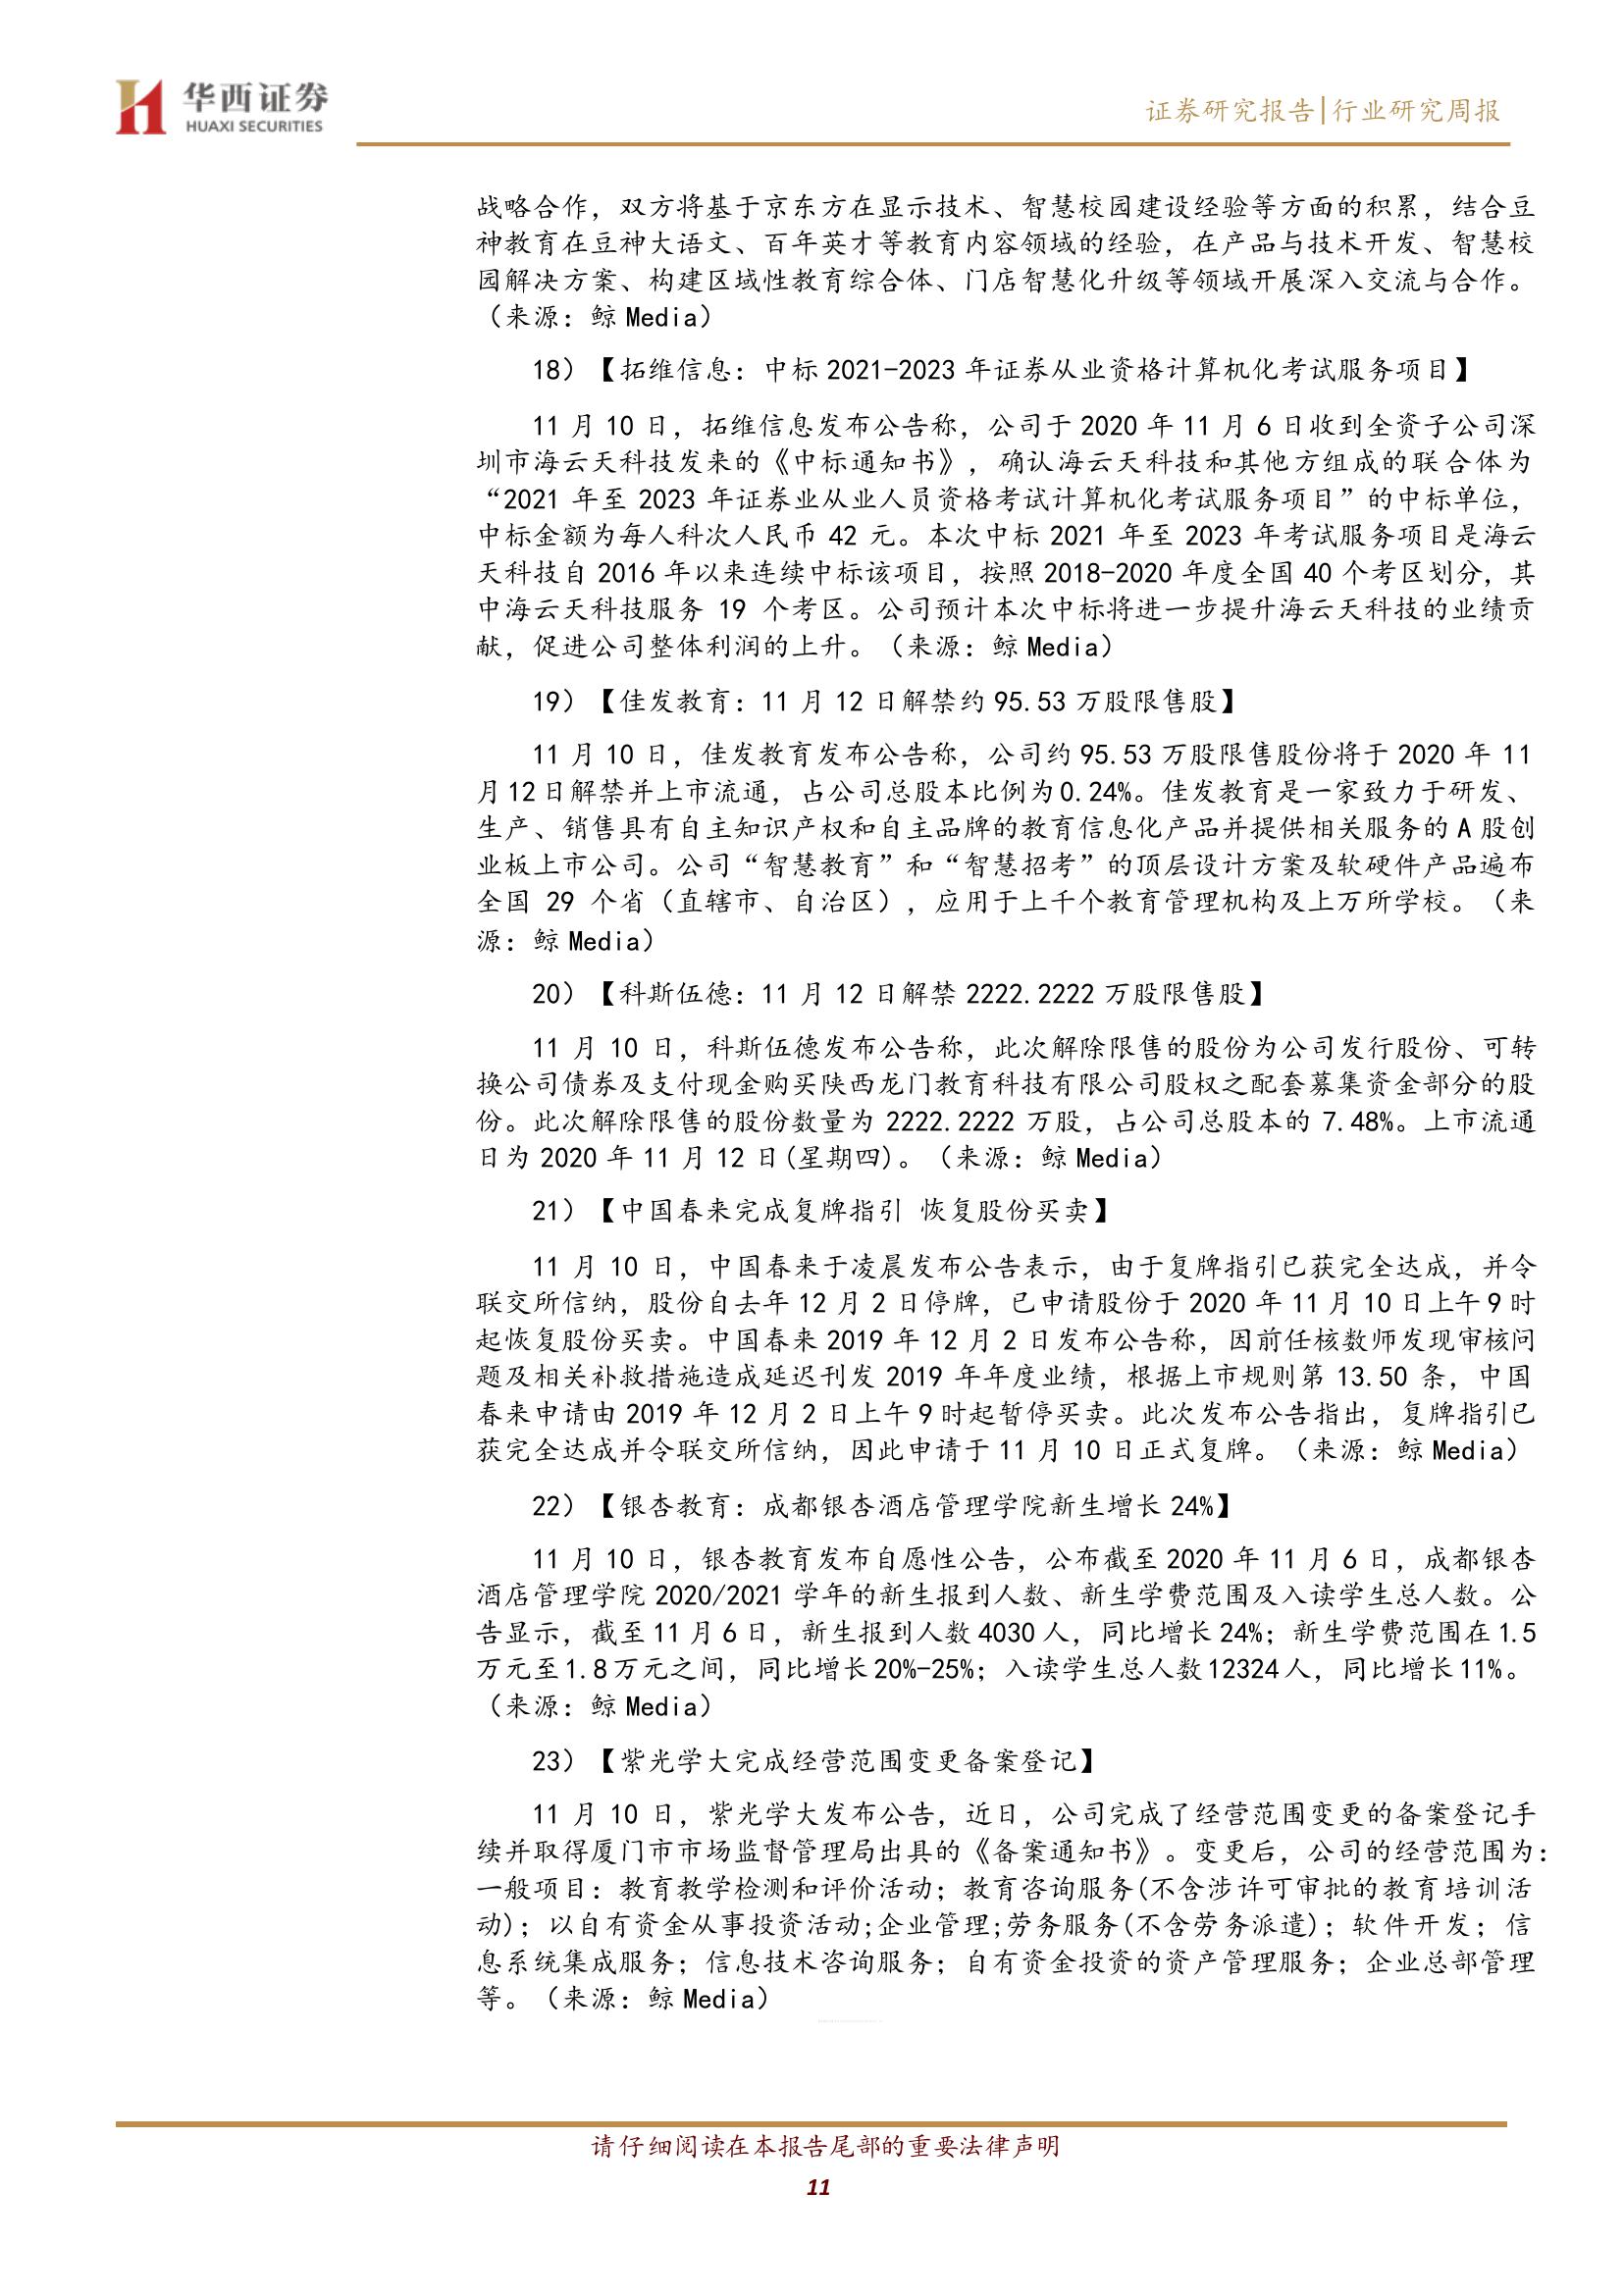 华西证券
HUAXI SECURITIES
证券研究报告|行业研究周报
战略合作，双方将基于京东方在显示技术、智慧校园建设经验等方面的积累，结合豆
神教育在豆神大语文、百年英才等教育内容领域的经验，在产品与技术开发、智慧校
园解决方案、构建区域性教育综合体、门店智慧化升级等领域开展深入交流与合作。
（来源：鲸 Media）
18）【拓维信息：中标 2021-2023 年证券从业资格计算机化考试服务项目】
11 月 10 日，拓维信息发布公告称，公司于 2020 年 11 月 6 日收到全资子公司深
圳市海云天科技发来的《中标通知书》，确认海云天科技和其他方组成的联合体为
“2021 年至 2023 年证券业从业人员资格考试计算机化考试服务项目”的中标单位，
中标金额为每人科次人民币 42 元。本次中标 2021 年至 2023 年考试服务项目是海云
天科技自 2016 年以来连续中标该项目，按照 2018-2020 年度全国 40 个考区划分，其
中海云天科技服务 19 个考区。公司预计本次中标将进一步提升海云天科技的业绩贡
献，促进公司整体利润的上升。（来源：鲸 Media）
19）【佳发教育：11 月 12 日解禁约 95.53 万股限售股】
11 月 10 日，佳发教育发布公告称，公司约 95.53 万股限售股份将于 2020 年 11
月 12 日解禁并上市流通，占公司总股本比例为 0.24%。佳发教育是一家致力于研发、
生产、销售具有自主知识产权和自主品牌的教育信息化产品并提供相关服务的 A 股创
业板上市公司。公司“智慧教育”和“智慧招考”的顶层设计方案及软硬件产品遍布
全国 29 个省（直辖市、自治区），应用于上千个教育管理机构及上万所学校。（来
源：鲸 Media）
20）【科斯伍德：11 月 12 日解禁 2222.2222 万股限售股】
11 月 10 日，科斯伍德发布公告称，此次解除限售的股份为公司发行股份、可转
换公司债券及支付现金购买陕西龙门教育科技有限公司股权之配套募集资金部分的股
份。此次解除限售的股份数量为 2222.2222 万股，占公司总股本的 7.48%。上市流通
日为 2020 年 11 月 12 日(星期四)。（来源：鲸 Media）
21）【中国春来完成复牌指引 恢复股份买卖】
11 月 10 日，中国春来于凌晨发布公告表示，由于复牌指引已获完全达成，并令
联交所信纳，股份自去年 12 月 2 日停牌，已申请股份于 2020 年 11 月 10 日上午 9 时
起恢复股份买卖。中国春来 2019 年 12 月 2 日发布公告称，因前任核数师发现审核问
题及相关补救措施造成延迟刊发 2019 年年度业绩，根据上市规则第 13.50 条，中国
春来申请由 2019 年 12 月 2 日上午 9 时起暂停买卖。此次发布公告指出，复牌指引已
获完全达成并令联交所信纳，因此申请于 11 月 10 日正式复牌。（来源：鲸 Media）
22）【银杏教育：成都银杏酒店管理学院新生增长 24%】
11 月 10 日，银杏教育发布自愿性公告，公布截至 2020 年 11 月 6 日，成都银杏
酒店管理学院 2020/2021 学年的新生报到人数、新生学费范围及入读学生总人数。公
告显示，截至 11 月 6 日，新生报到人数 4030 人，同比增长 24%；新生学费范围在 1.5
万元至 1.8 万元之间，同比增长 20%-25%；入读学生总人数 12324 人，同比增长 11%。
（来源：鲸 Media）
23）【紫光学大完成经营范围变更备案登记】
11 月 10 日，紫光学大发布公告，近日，公司完成了经营范围变更的备案登记手
续并取得厦门市市场监督管理局出具的《备案通知书》。变更后，公司的经营范围为：
一般项目：教育教学检测和评价活动；教育咨询服务(不含涉许可审批的教育培训活
动)；以自有资金从事投资活动;企业管理;劳务服务(不含劳务派遣)；软件开发；信
息系统集成服务；信息技术咨询服务；自有资金投资的资产管理服务；企业总部管理
等。（来源：鲸 Media）
请仔细阅读在本报告尾部的重要法律声明
11